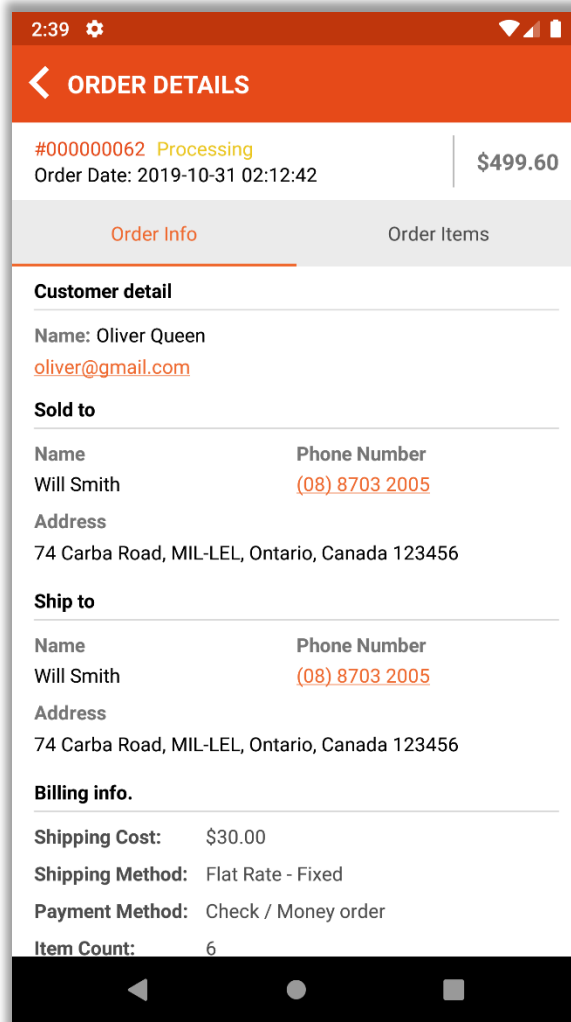 2:39
ORDER DETAILS
#000000062 Processing
$499.60
Order Date: 2019-10-31 02:12:42
Order Info Order Items
Customer detail
Name: Oliver Queen
oliver@gmail.com
Sold to
Name Phone Number
Will Smith (08) 8703 2005
Address
74 Carba Road, MIL-LEL, Ontario, Canada 123456
Ship to
Name Phone Number
Will Smith (08) 8703 2005
Address
74 Carba Road, MIL-LEL, Ontario, Canada 123456
Billing info.
Shipping Cost: $30.00
Shipping Method: Flat Rate - Fixed
Payment Method: Check / Money order
Item Count: 6